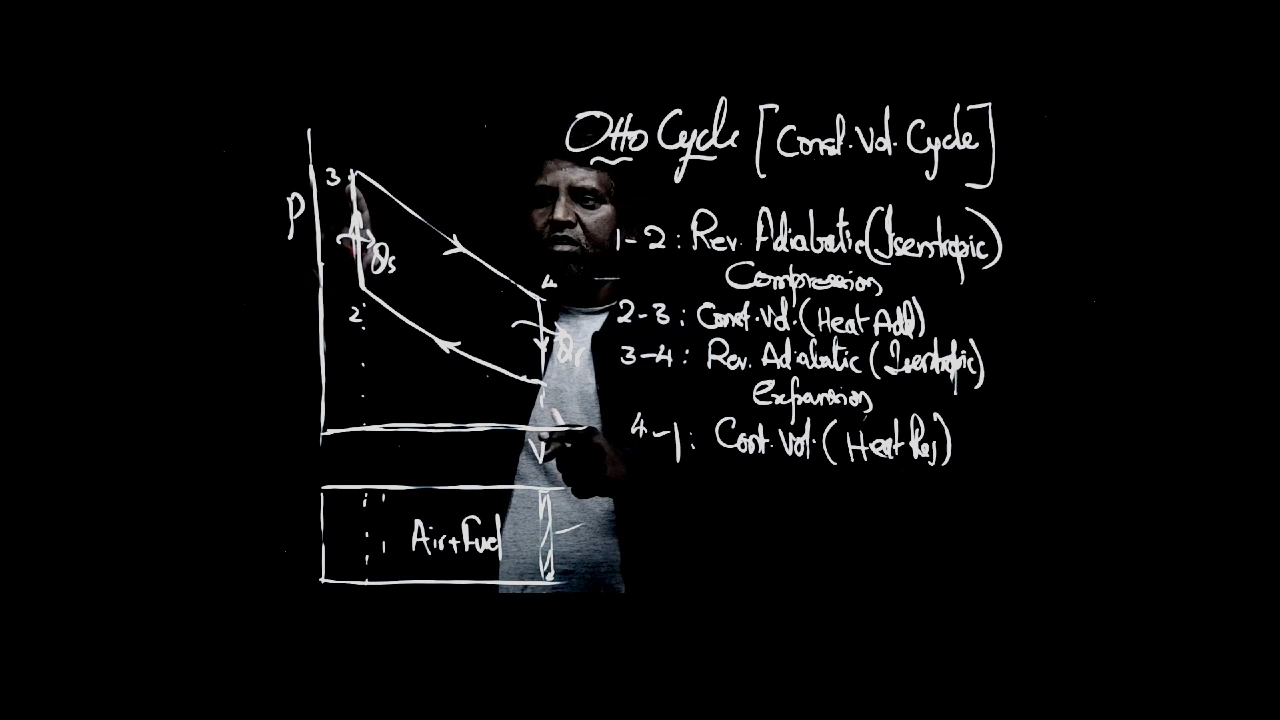 Otto Cycle [Const. Vol. Cycle]
3
P
Qs
4
2
Qr
V
1-2 : Rev. Adiabatic (Isentropic)
Compression
2-3 : Const. Vol. (Heat Add)
3-4 : Rev. Adiabatic (Isentropic)
Expansion
4-1 : Cont. Vol. (Heat Rej)
Air+Fuel